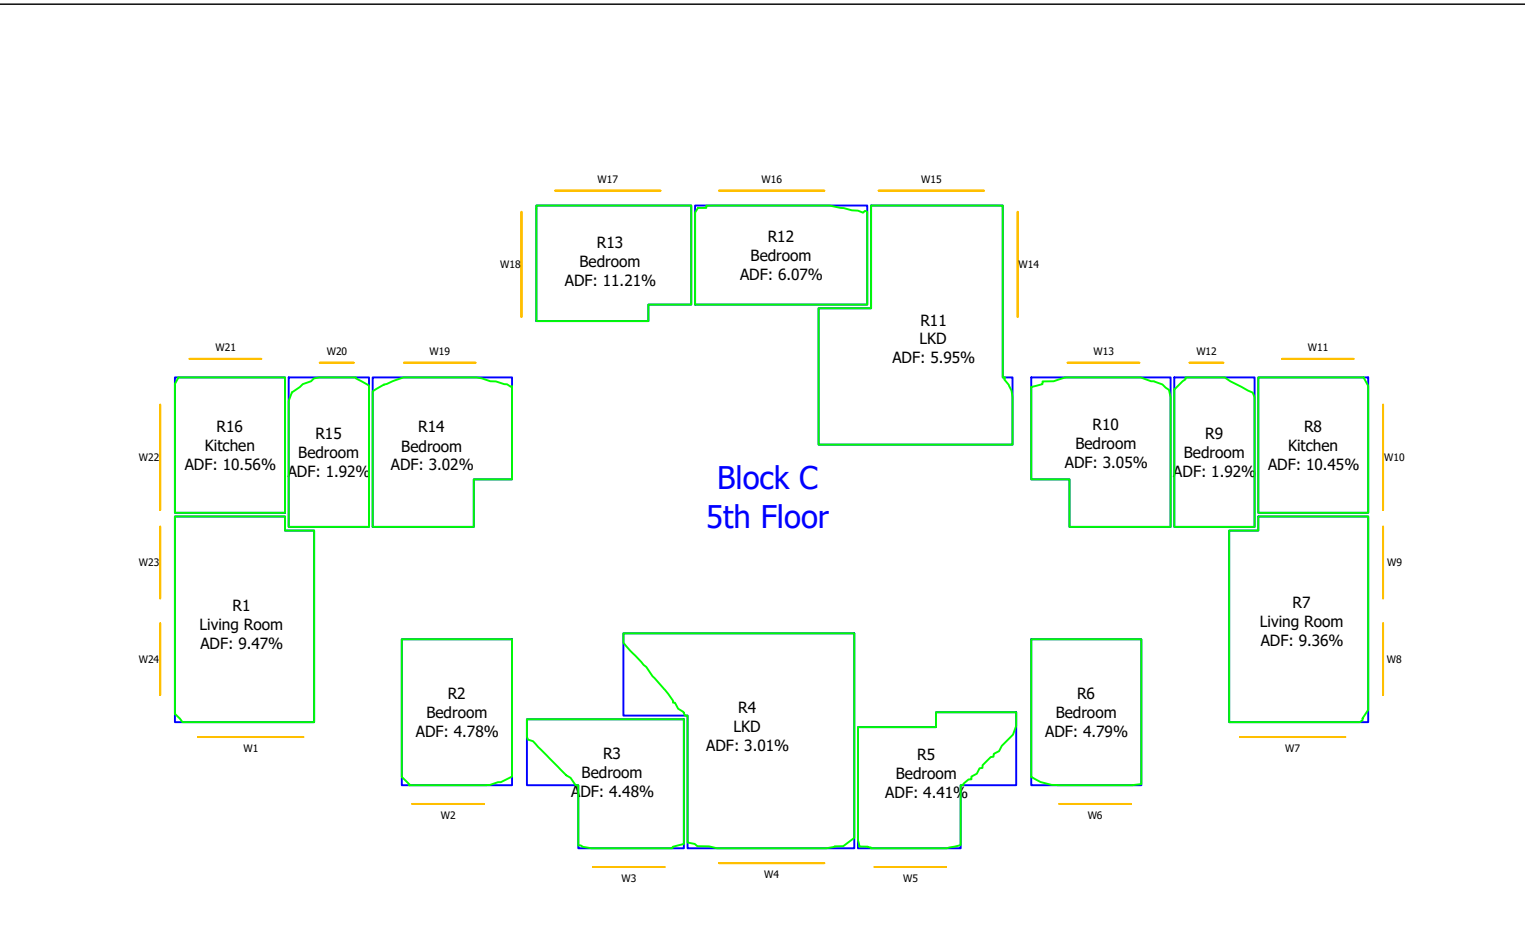 W17
W16
W15
W18
R13
Bedroom
ADF: 11.21%
R12
Bedroom
ADF: 6.07%
W14
R11
LKD
ADF: 5.95%
W21
W20
W19
W13
W12
W11
W22
R16
Kitchen
ADF: 10.56%
R15
Bedroom
ADF: 1.92%
R14
Bedroom
ADF: 3.02%
R10
Bedroom
ADF: 3.05%
R9
Bedroom
ADF: 1.92%
R8
Kitchen
ADF: 10.45%
W10
Block C
5th Floor
W23
W9
R1
Living Room
ADF: 9.47%
R7
Living Room
ADF: 9.36%
W24
W8
R2
Bedroom
ADF: 4.78%
R3
Bedroom
ADF: 4.48%
R4
LKD
ADF: 3.01%
R5
Bedroom
ADF: 4.41%
R6
Bedroom
ADF: 4.79%
W1
W7
W2
W6
W3
W4
W5